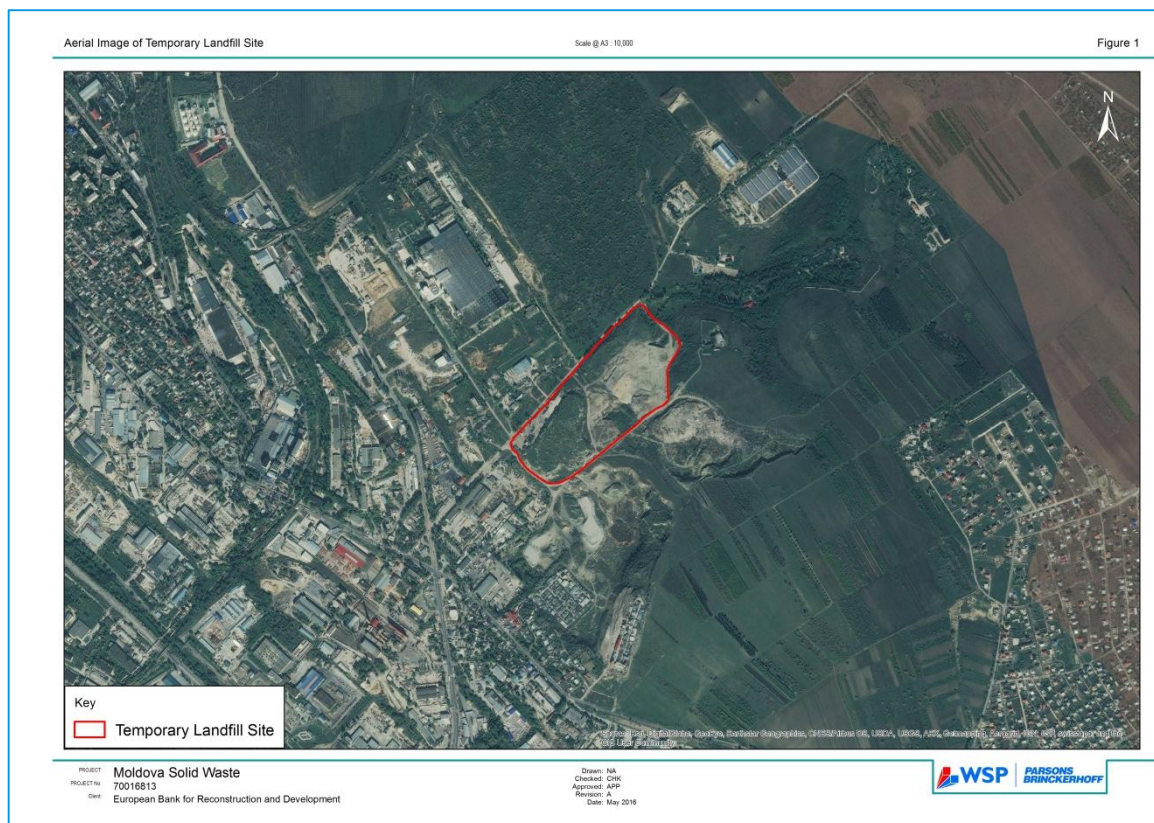 Aerial Image of Temporary Landfill Site
Scale @ A3 : 10,000
Figure 1
N
Key
Temporary Landfill Site
PROJECT Moldova Solid Waste
PROJECT No. 70016813
Client European Bank for Reconstruction and Development
Drawn: NA
Checked: CHK
Approved: APP
Revision: A
Date: May 2016
WSP PARSONS
BRINCKERHOFF